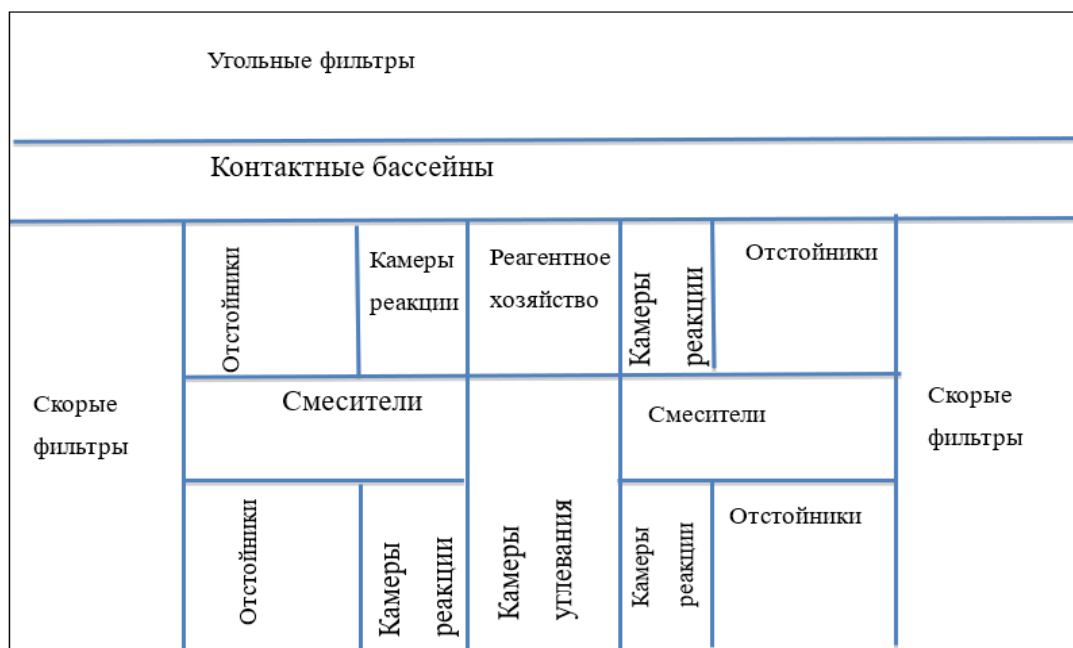 Угольные фильтры
Контактные бассейны
Отстойники
Камеры
реакции
Реагентное
хозяйство
Камеры
реакции
Отстойники
Скорые
фильтры
Смесители
Смесители
Скорые
фильтры
Отстойники
Камеры
реакции
Камеры
углевания
Камеры
реакции
Отстойники